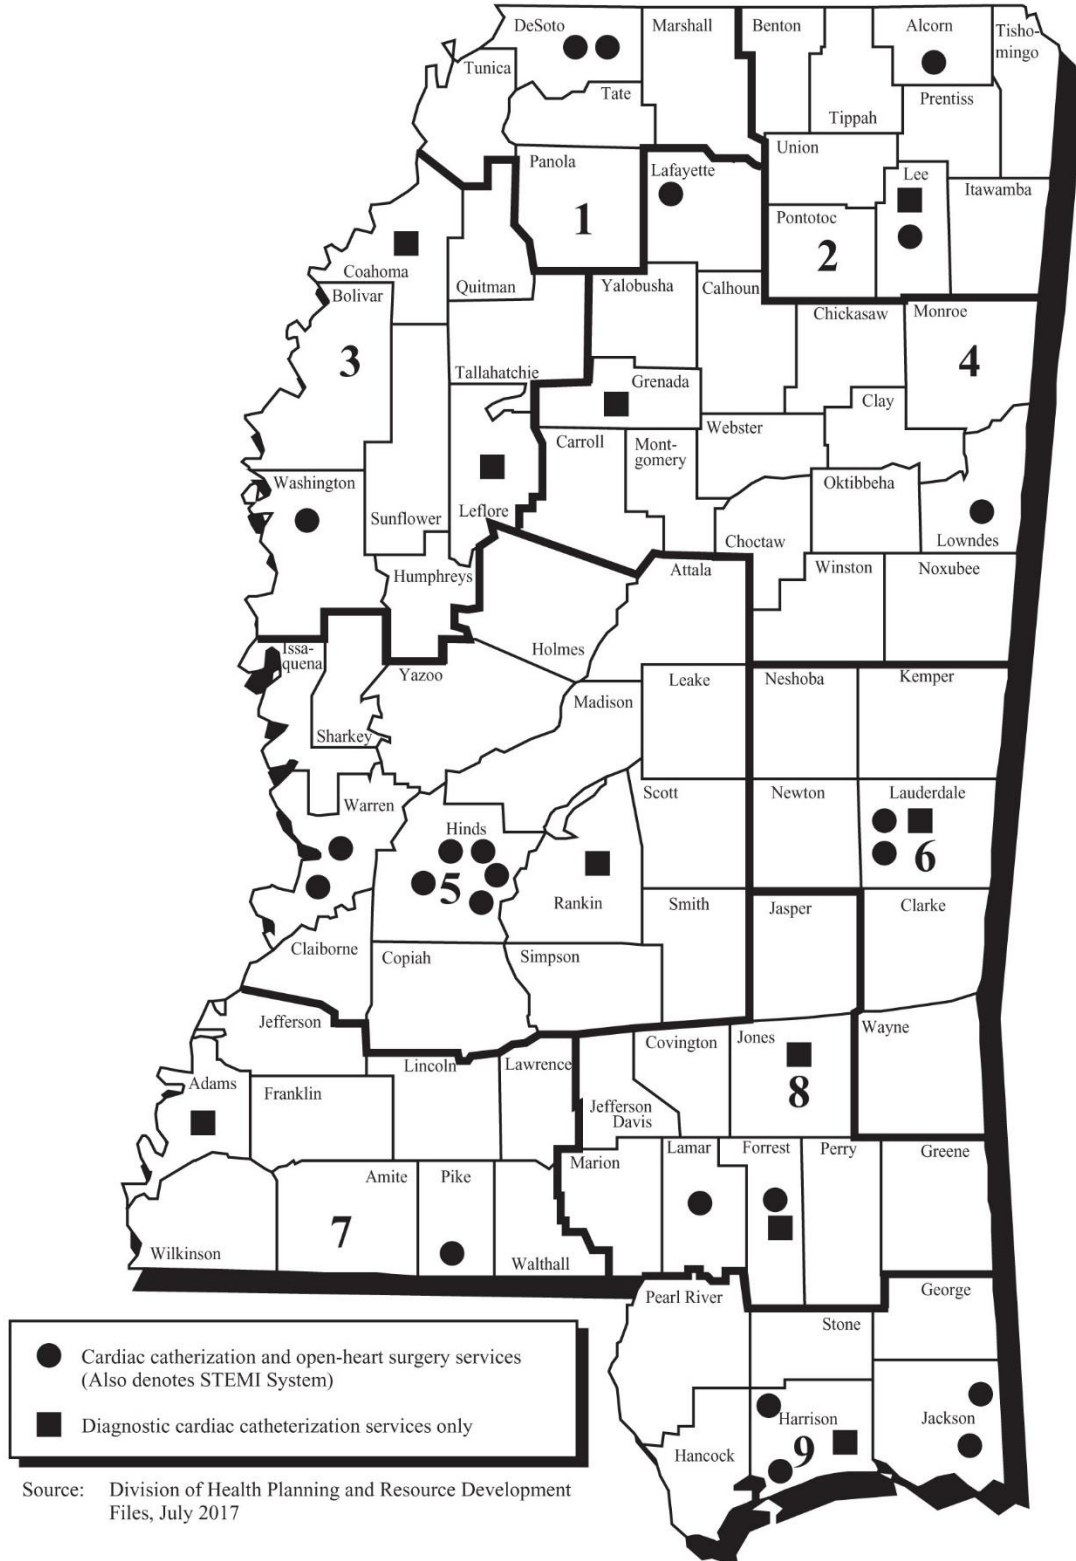 DeSoto
Marshall
Benton
Alcorn
Tisho-
mingo
Tunica
Tate
Tippah
Prentiss
Panola
Union
Lafayette
Lee
Itawamba
1
Pontotoc
2
Coahoma
Quitman
Bolivar
Yalobusha
Calhoun
Chickasaw
Monroe
3
4
Tallahatchie
Grenada
Clay
Carroll
Mont-
gomery
Webster
Washington
Sunflower
Leflore
Oktibbeha
Choctaw
Lowndes
Humphreys
Attala
Winston
Noxubee
Issa-
quena
Yazoo
Holmes
Leake
Neshoba
Kemper
Madison
Sharkey
Scott
Newton
Lauderdale
Warren
Hinds
6
5
Rankin
Smith
Jasper
Clarke
Claiborne
Copiah
Simpson
Jefferson
Wayne
Covington
Jones
Lincoln
Lawrence
Adams
Franklin
Jefferson
Davis
8
Marion
Lamar
Forrest
Perry
Greene
Amite
Pike
7
Wilkinson
Walthall
Pearl River
George
Stone
Harrison
Jackson
Hancock
9
Cardiac catherization and open-heart surgery services
(Also denotes STEMI System)
Diagnostic cardiac catheterization services only
Source: Division of Health Planning and Resource Development
Files, July 2017